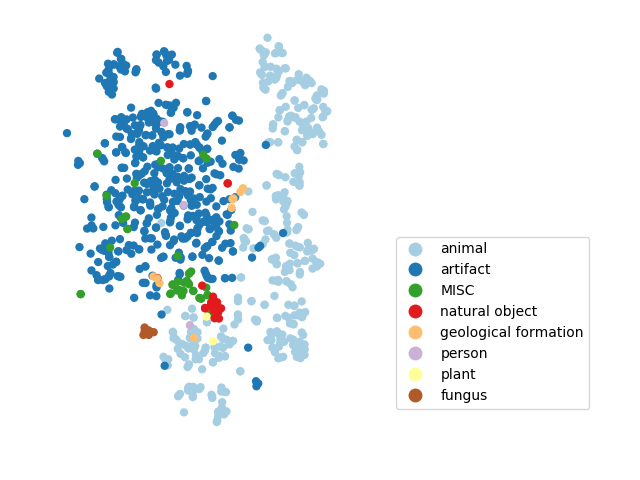 animal
artifact
MISC
natural object
geological formation
person
plant
fungus